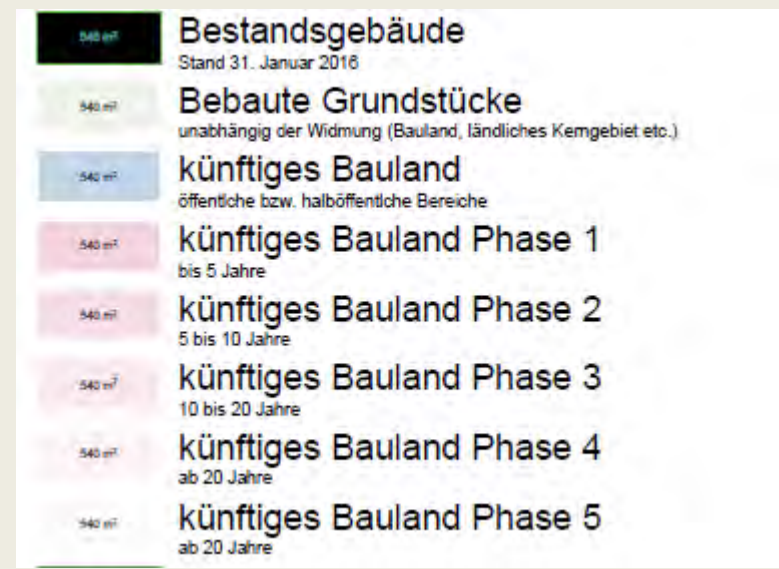 540 m²
Bestandsgebäude
Stand 31. Januar 2016
540 m²
Bebaute Grundstücke
unabhängig der Widmung (Bauland, ländliches Kerngebiet etc.)
540 m²
künftiges Bauland
öffentlche bzw. halböffentlche Bereiche
540 m²
künftiges Bauland Phase 1
bis 5 Jahre
540 m²
künftiges Bauland Phase 2
5 bis 10 Jahre
540 m²
künftiges Bauland Phase 3
10 bis 20 Jahre
540 m²
künftiges Bauland Phase 4
ab 20 Jahre
540 m²
künftiges Bauland Phase 5
ab 20 Jahre